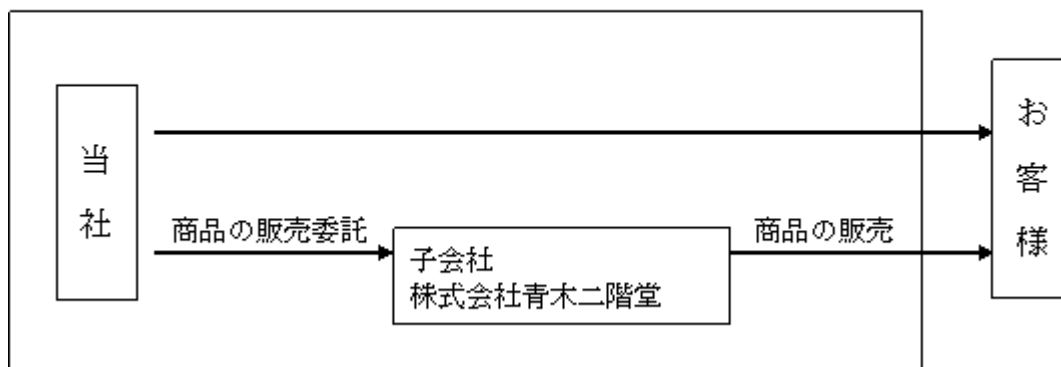 当社
お客様
商品の販売委託
商品の販売
子会社
株式会社青木二階堂